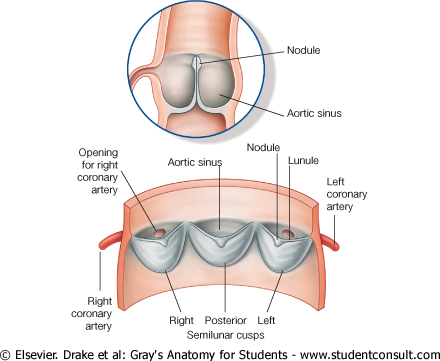 Nodule
Aortic sinus
Opening
for right
coronary
artery
Aortic sinus
Nodule
Lunule
Left
coronary
artery
Right
coronary
artery
Right
Posterior
Left
Semilunar cusps
© Elsevier. Drake et al: Gray's Anatomy for Students - www.studentconsult.com